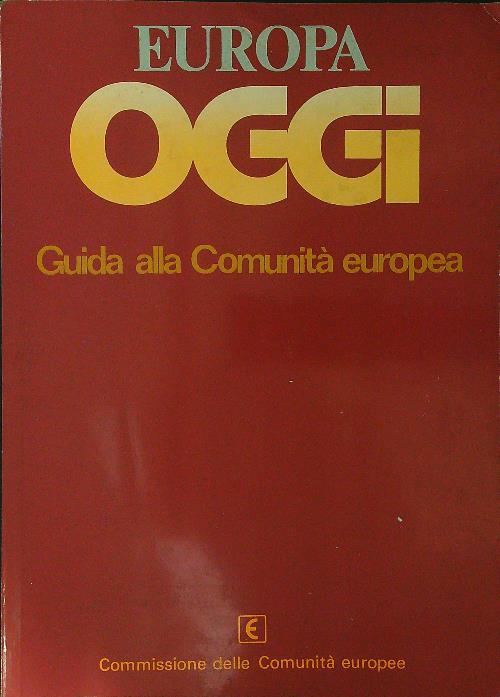 EUROPA
OGGi
Guida alla Comunità europea
Є
Commissione delle Comunità europee